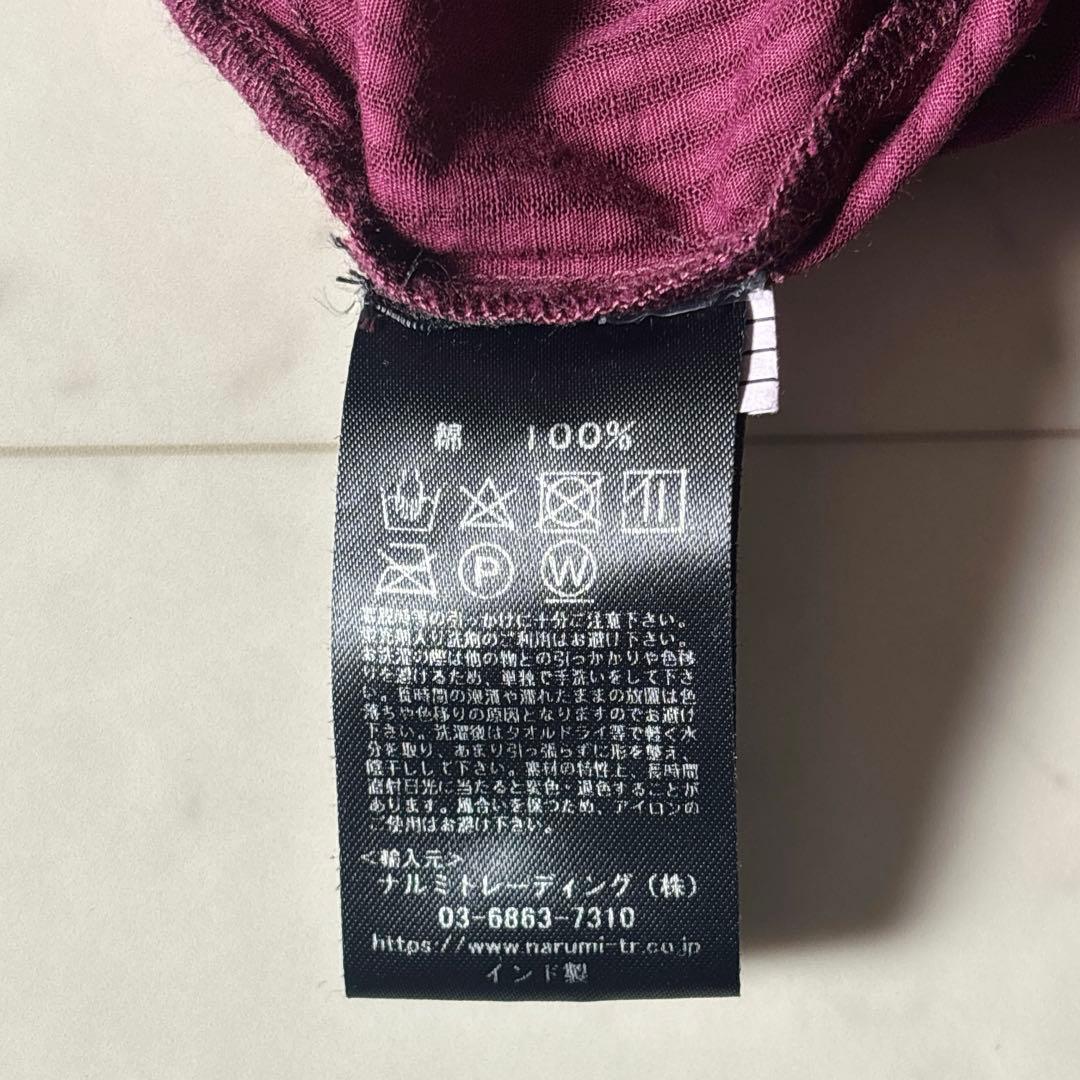 綿 100%
P W
着脱時等の引っかけに十分ご注意下さい。
洗剤のご利用はお避け下さい。
お洗濯の際は他の物との引っかかりや色移
りを避けるため、単独で手洗いをして下さ
い。長時間の浸漬や濡れたままの放置は色
落ちや色移りの原因となりますのでお避け
下さい。洗濯後はタオルドライ等で軽く水
分を取り、あまり引っ張らずに形を整え、
陰干しして下さい。素材の特性上、長時間
直射日光に当たると変色・退色することが
あります。風合いを保つため、アイロンの
ご使用はお避け下さい。
<輸入元>
ナルミトレーディング(株)
03-6863-7310
https://www.narumi-tr.co.jp
インド製